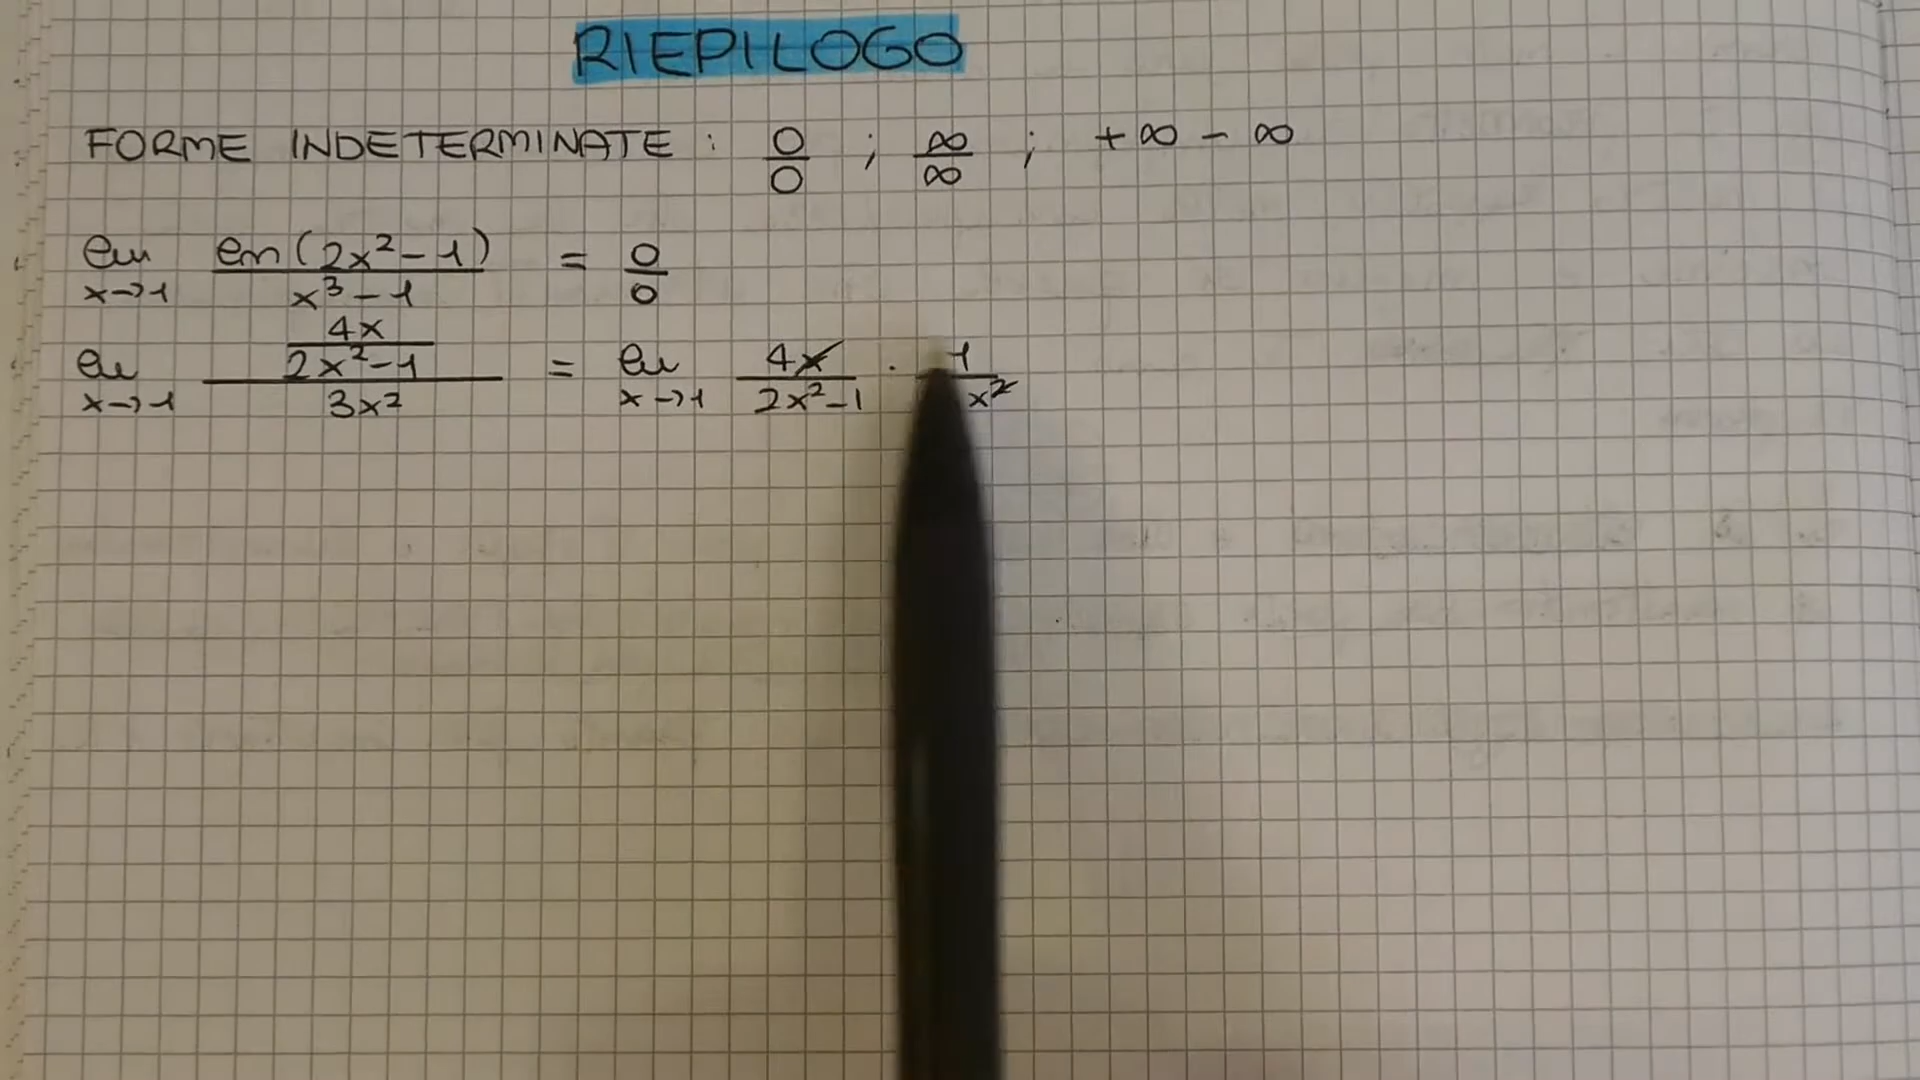 RIEPILOGO
FORME INDETERMINATE : 0/0 ; ∞/∞ ; +∞ - ∞
lim x→1 ln(2x²-1)/(x³-1) = 0/0
lim x→1 (4x/(2x²-1))/(3x²) = lim x→1 4x/(2x²-1) · 1/x²